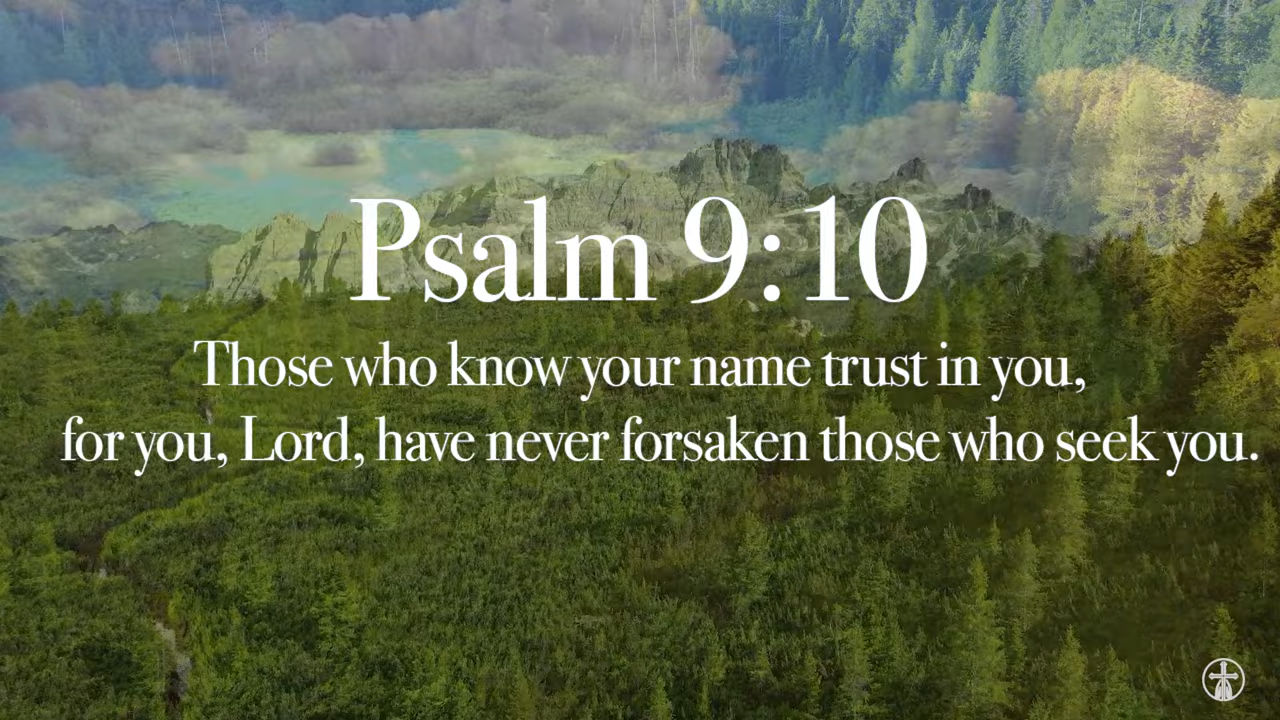 Psalm 9:10
Those who know your name trust in you,
for you, Lord, have never forsaken those who seek you.